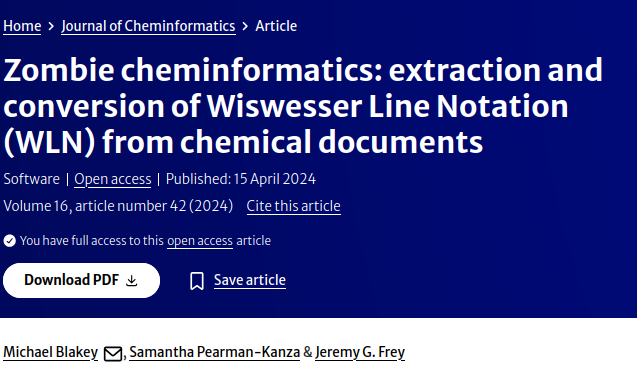 Home > Journal of Cheminformatics > Article
Zombie cheminformatics: extraction and
conversion of Wiswesser Line Notation
(WLN) from chemical documents
Software | Open access | Published: 15 April 2024
Volume 16, article number 42 (2024) Cite this article
You have full access to this open access article
Download PDF Save article
Michael Blakey, Samantha Pearman-Kanza & Jeremy G. Frey